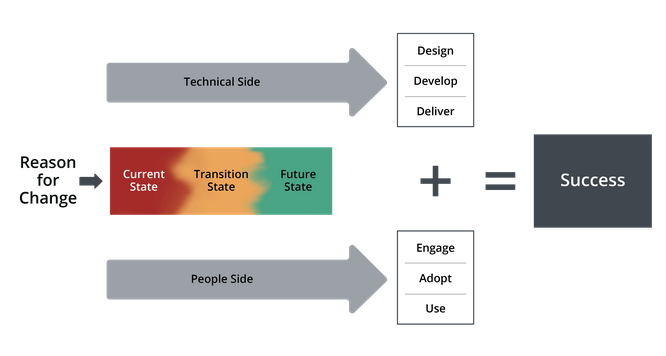 Technical Side
Design
Develop
Deliver
Reason
for
Change
Current
State
Transition
State
Future
State
+
=
Success
People Side
Engage
Adopt
Use